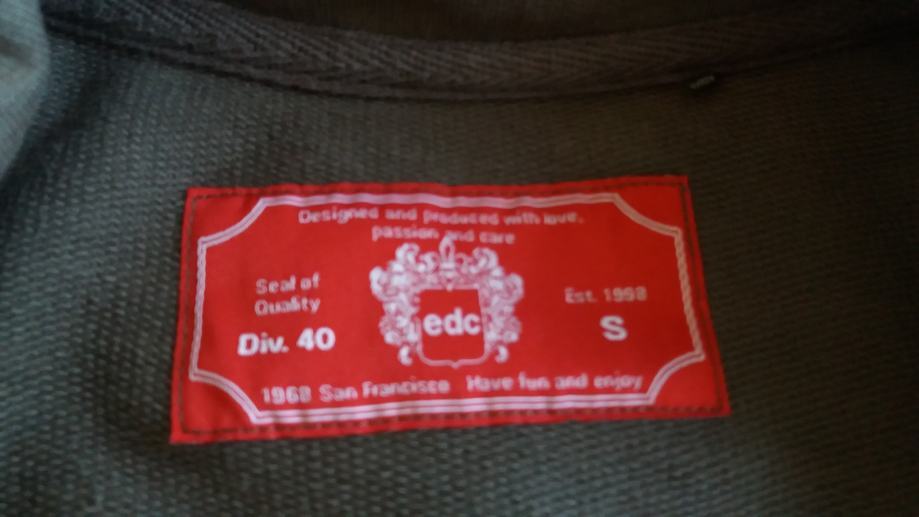 Designed and produced with love,
passion and care
Seal of
Quality
Div. 40
edc
Est. 1998
S
1968 San Francisco Have fun and enjoy